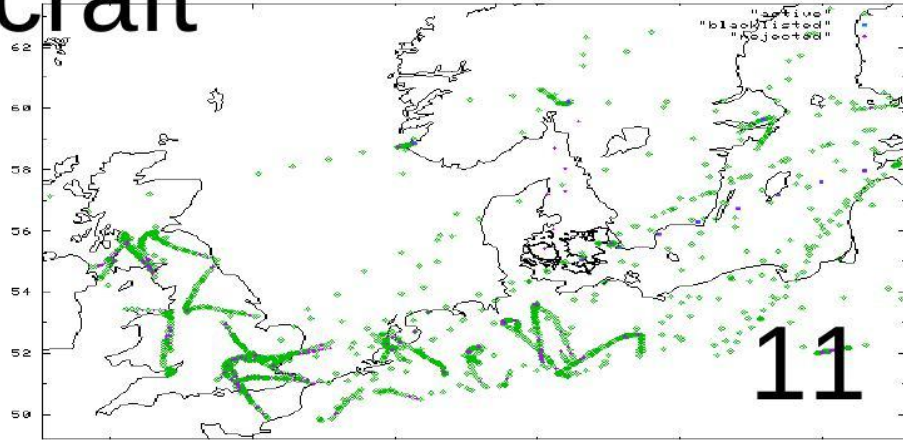 craft
"active"
"blacklisted"
"rejected"
62
60
58
56
54
52
50
11